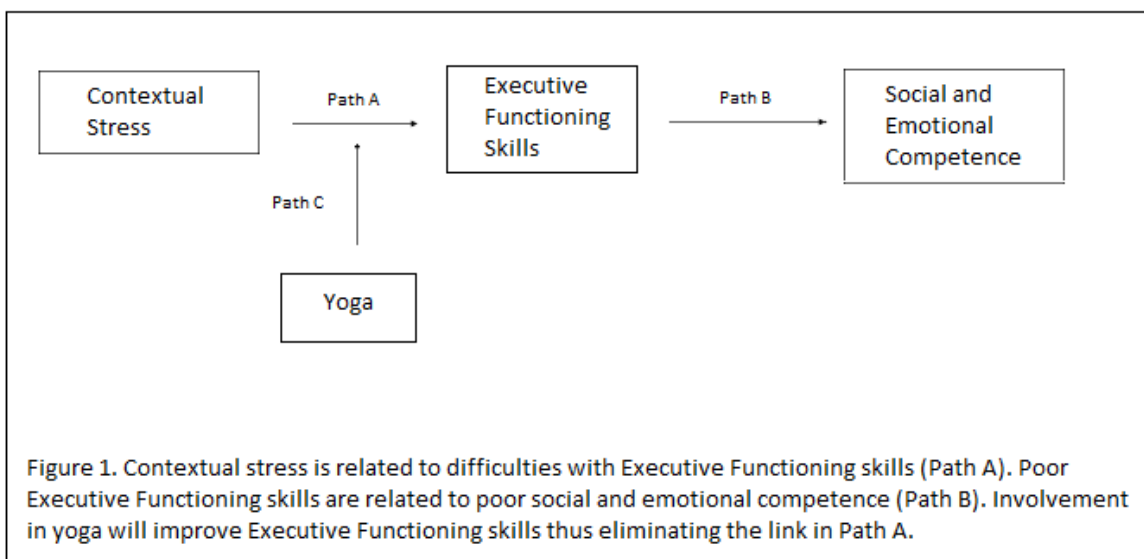 Contextual
Stress
Path A
Executive
Functioning
Skills
Path B
Social and
Emotional
Competence
Path C
Yoga
Figure 1. Contextual stress is related to difficulties with Executive Functioning skills (Path A). Poor
Executive Functioning skills are related to poor social and emotional competence (Path B). Involvement
in yoga will improve Executive Functioning skills thus eliminating the link in Path A.